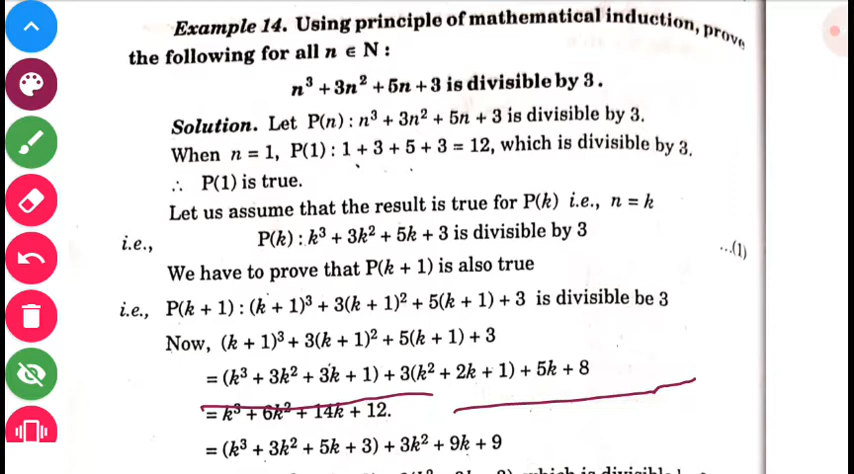 Example 14. Using principle of mathematical induction, prove
the following for all n ∈ N :
n³ + 3n² + 5n + 3 is divisible by 3.
Solution. Let P(n) : n³ + 3n² + 5n + 3 is divisible by 3.
When n = 1, P(1) : 1 + 3 + 5 + 3 = 12, which is divisible by 3.
∴ P(1) is true.
Let us assume that the result is true for P(k) i.e., n = k
i.e., P(k) : k³ + 3k² + 5k + 3 is divisible by 3 ...(1)
We have to prove that P(k + 1) is also true
i.e., P(k + 1) : (k + 1)³ + 3(k + 1)² + 5(k + 1) + 3 is divisible be 3
Now, (k + 1)³ + 3(k + 1)² + 5(k + 1) + 3
= (k³ + 3k² + 3k + 1) + 3(k² + 2k + 1) + 5k + 8
= k³ + 6k² + 14k + 12.
= (k³ + 3k² + 5k + 3) + 3k² + 9k + 9